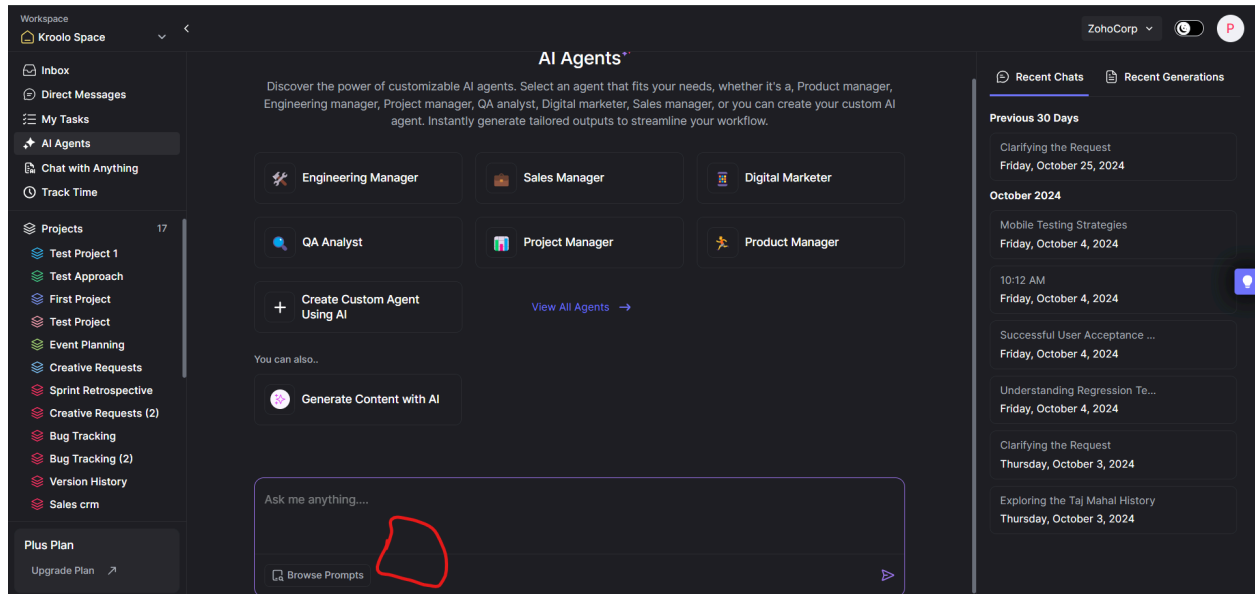 Workspace
Kroolo Space
ZohoCorp
P
Inbox
Direct Messages
My Tasks
AI Agents
Chat with Anything
Track Time
Projects 17
Test Project 1
Test Approach
First Project
Test Project
Event Planning
Creative Requests
Sprint Retrospective
Creative Requests (2)
Bug Tracking
Bug Tracking (2)
Version History
Sales crm
Plus Plan
Upgrade Plan
AI Agents
Discover the power of customizable AI agents. Select an agent that fits your needs, whether it's a, Product manager,
Engineering manager, Project manager, QA analyst, Digital marketer, Sales manager, or you can create your custom AI
agent. Instantly generate tailored outputs to streamline your workflow.
Engineering Manager
Sales Manager
Digital Marketer
QA Analyst
Project Manager
Product Manager
Create Custom Agent
Using AI
View All Agents
You can also..
Generate Content with AI
Ask me anything....
Browse Prompts
Recent Chats
Recent Generations
Previous 30 Days
Clarifying the Request
Friday, October 25, 2024
October 2024
Mobile Testing Strategies
Friday, October 4, 2024
10:12 AM
Friday, October 4, 2024
Successful User Acceptance ...
Friday, October 4, 2024
Understanding Regression Te...
Friday, October 4, 2024
Clarifying the Request
Thursday, October 3, 2024
Exploring the Taj Mahal History
Thursday, October 3, 2024